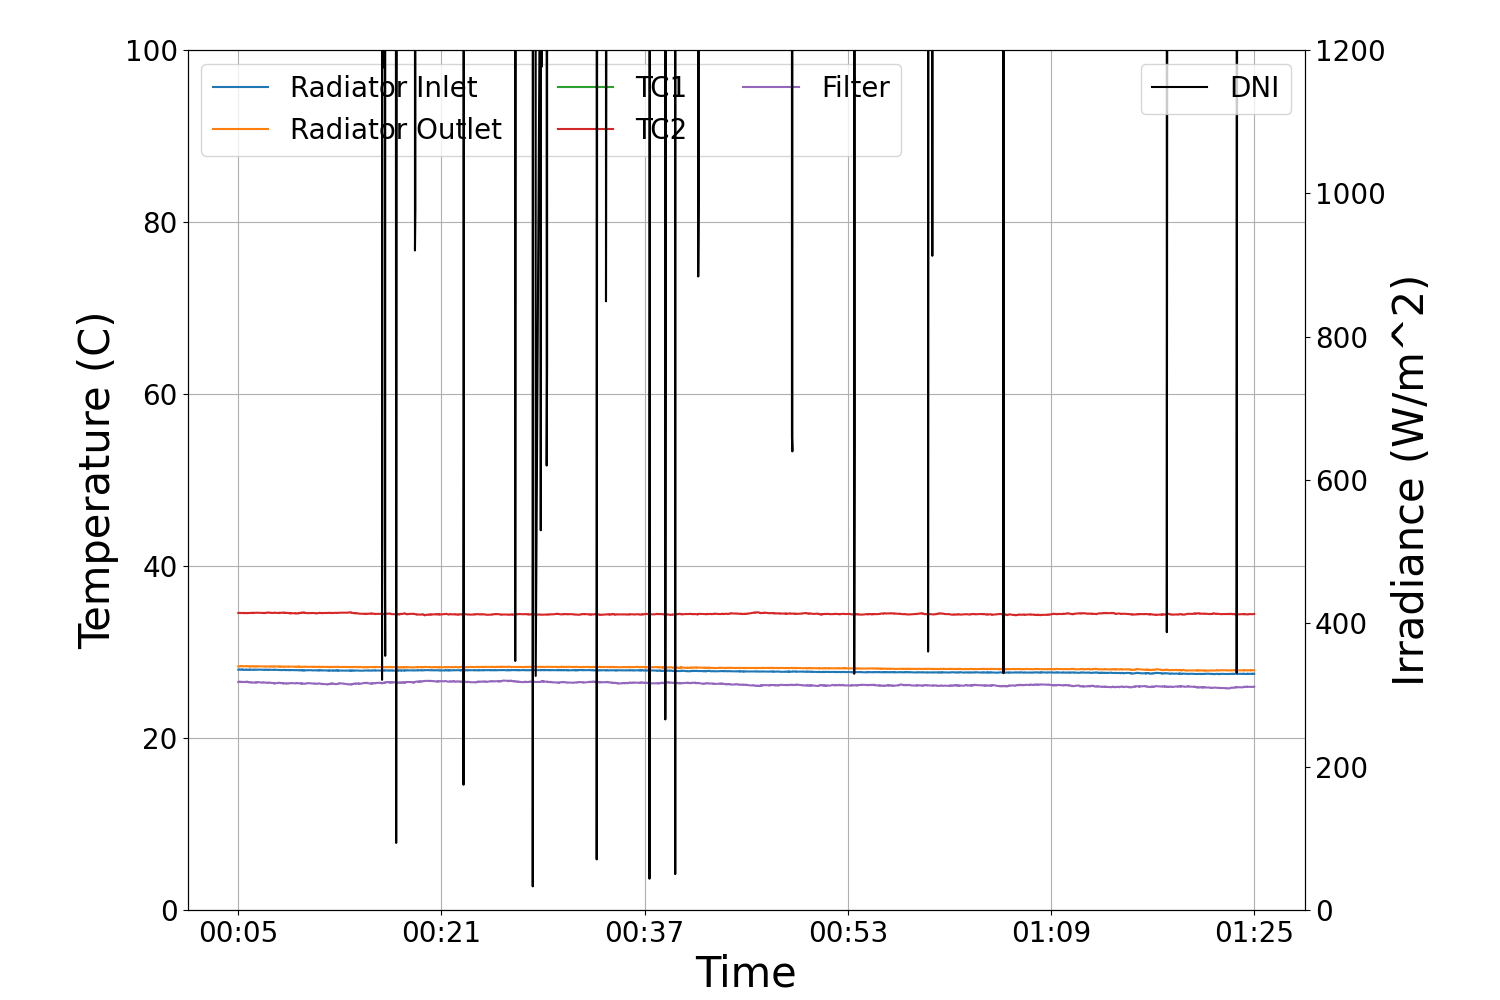 100
80
60
40
20
0
Temperature (C)
Radiator Inlet
Radiator Outlet
TC1
TC2
Filter
DNI
1200
1000
800
600
400
200
0
Irradiance (W/m^2)
00:05 00:21 00:37 00:53 01:09 01:25
Time